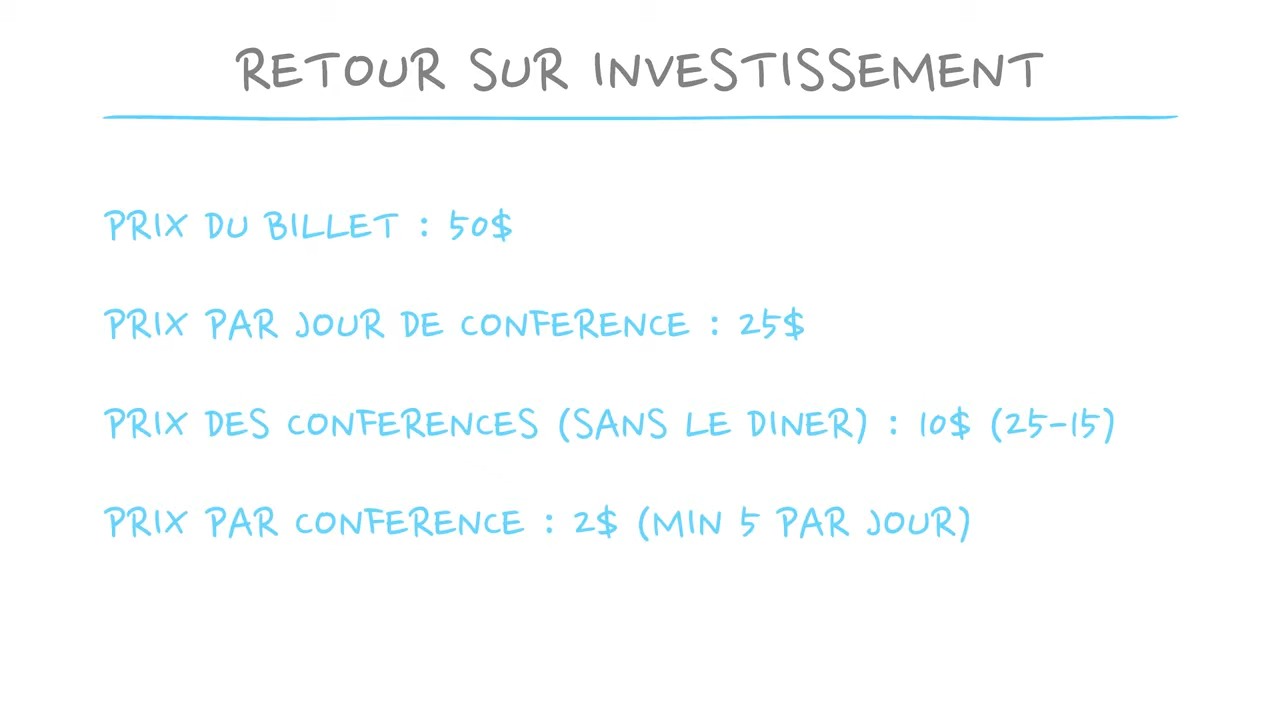 RETOUR SUR INVESTISSEMENT
PRIX DU BILLET : 50$
PRIX PAR JOUR DE CONFERENCE : 25$
PRIX DES CONFERENCES (SANS LE DINER) : 10$ (25-15)
PRIX PAR CONFERENCE : 2$ (MIN 5 PAR JOUR)